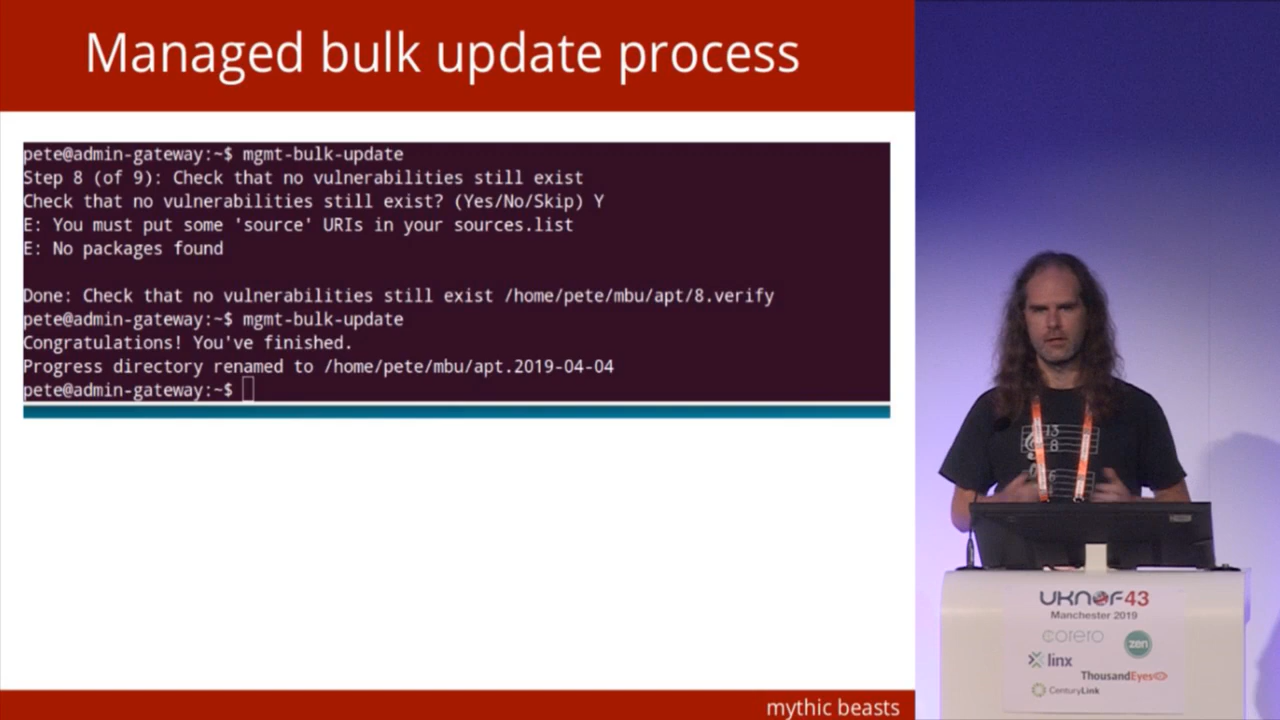 Managed bulk update process
pete@admin-gateway:~$ mgmt-bulk-update
Step 8 (of 9): Check that no vulnerabilities still exist
Check that no vulnerabilities still exist? (Yes/No/Skip) Y
E: You must put some 'source' URIs in your sources.list
E: No packages found
Done: Check that no vulnerabilities still exist /home/pete/mbu/apt/8.verify
pete@admin-gateway:~$ mgmt-bulk-update
Congratulations! You've finished.
Progress directory renamed to /home/pete/mbu/apt.2019-04-04
pete@admin-gateway:~$
mythic beasts
13
8
6
UKNOF43
Manchester 2019
corero
zen
linx
ThousandEyes
CenturyLink